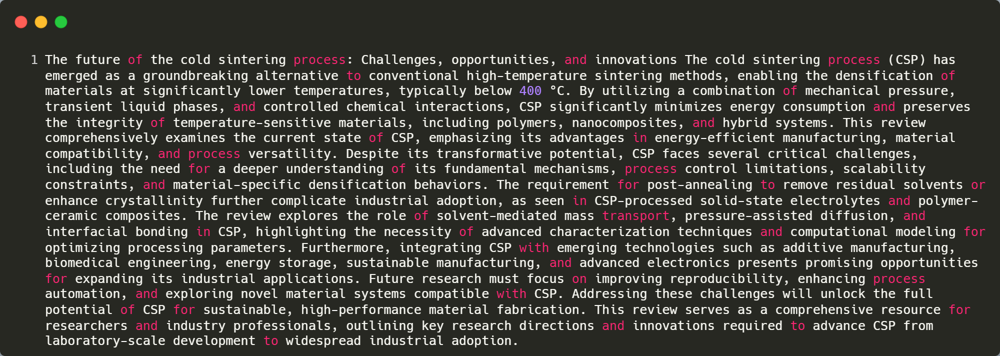 1 The future of the cold sintering process: Challenges, opportunities, and innovations The cold sintering process (CSP) has
emerged as a groundbreaking alternative to conventional high-temperature sintering methods, enabling the densification of
materials at significantly lower temperatures, typically below 400 °C. By utilizing a combination of mechanical pressure,
transient liquid phases, and controlled chemical interactions, CSP significantly minimizes energy consumption and preserves
the integrity of temperature-sensitive materials, including polymers, nanocomposites, and hybrid systems. This review
comprehensively examines the current state of CSP, emphasizing its advantages in energy-efficient manufacturing, material
compatibility, and process versatility. Despite its transformative potential, CSP faces several critical challenges,
including the need for a deeper understanding of its fundamental mechanisms, process control limitations, scalability
constraints, and material-specific densification behaviors. The requirement for post-annealing to remove residual solvents or
enhance crystallinity further complicate industrial adoption, as seen in CSP-processed solid-state electrolytes and polymer-
ceramic composites. The review explores the role of solvent-mediated mass transport, pressure-assisted diffusion, and
interfacial bonding in CSP, highlighting the necessity of advanced characterization techniques and computational modeling for
optimizing processing parameters. Furthermore, integrating CSP with emerging technologies such as additive manufacturing,
biomedical engineering, energy storage, sustainable manufacturing, and advanced electronics presents promising opportunities
for expanding its industrial applications. Future research must focus on improving reproducibility, enhancing process
automation, and exploring novel material systems compatible with CSP. Addressing these challenges will unlock the full
potential of CSP for sustainable, high-performance material fabrication. This review serves as a comprehensive resource for
researchers and industry professionals, outlining key research directions and innovations required to advance CSP from
laboratory-scale development to widespread industrial adoption.